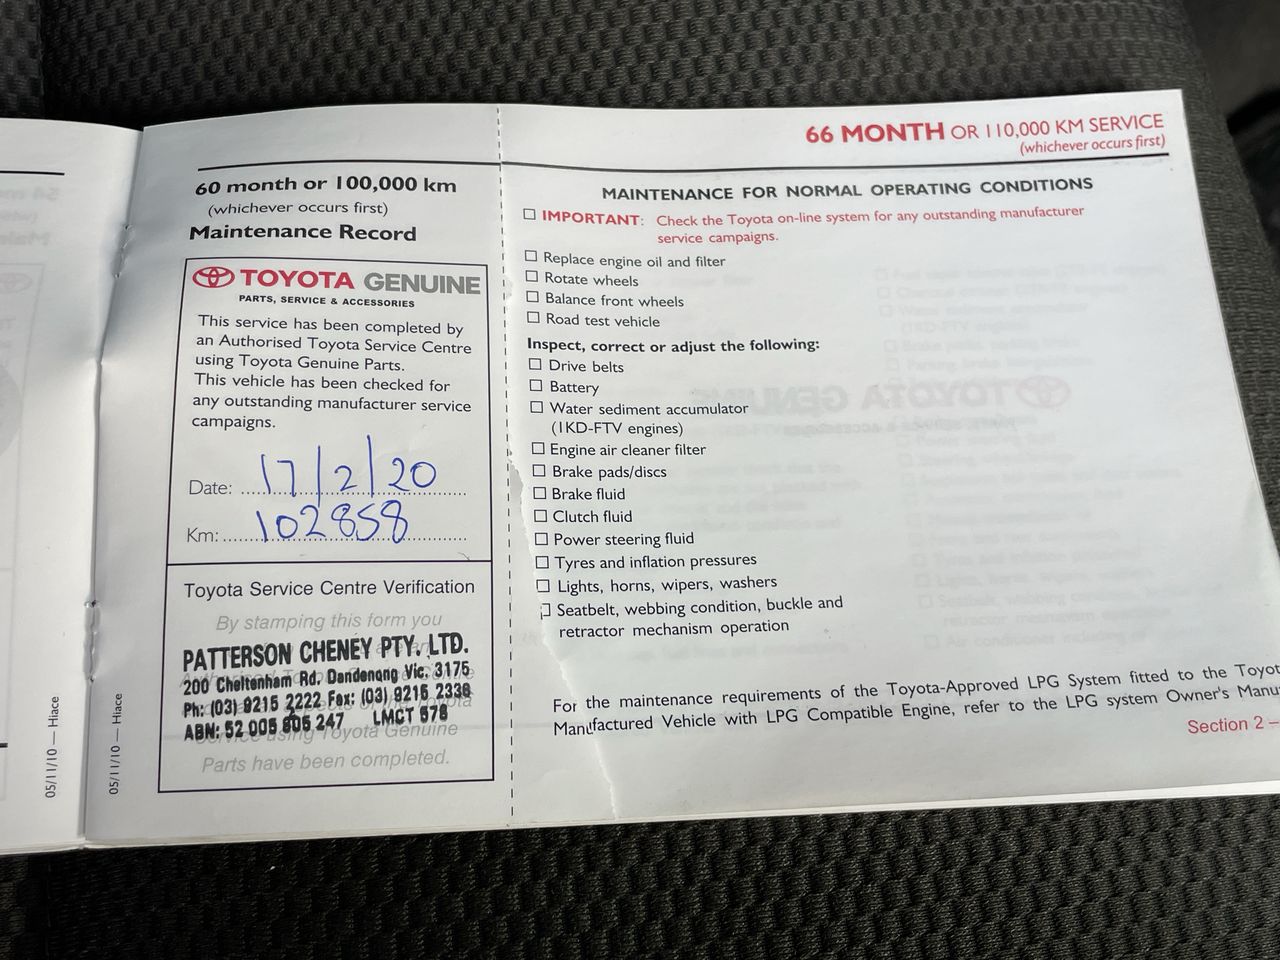 60 month or 100,000 km
(whichever occurs first)
Maintenance Record
TOYOTA GENUINE
PARTS, SERVICE & ACCESSORIES
This service has been completed by
an Authorised Toyota Service Centre
using Toyota Genuine Parts.
This vehicle has been checked for
any outstanding manufacturer service
campaigns.
Date: 17/2/20
Km: 102858
Toyota Service Centre Verification
By stamping this form you
PATTERSON CHENEY PTY. LTD.
200 Cheltenham Rd. Dandenong Vic. 3175
Ph: (03) 9215 2222 Fax: (03) 9215 2336
ABN: 52 005 605 247 LMCT 578
Service using Toyota Genuine
Parts have been completed.
05/11/10 — Hiace
05/11/10 — Hiace
66 MONTH OR 110,000 KM SERVICE
(whichever occurs first)
MAINTENANCE FOR NORMAL OPERATING CONDITIONS
IMPORTANT: Check the Toyota on-line system for any outstanding manufacturer
service campaigns.
Replace engine oil and filter
Rotate wheels
Balance front wheels
Road test vehicle
Inspect, correct or adjust the following:
Drive belts
Battery
Water sediment accumulator
(1KD-FTV engines)
Engine air cleaner filter
Brake pads/discs
Brake fluid
Clutch fluid
Power steering fluid
Tyres and inflation pressures
Lights, horns, wipers, washers
Seatbelt, webbing condition, buckle and
retractor mechanism operation
For the maintenance requirements of the Toyota-Approved LPG System fitted to the Toyot
Manufactured Vehicle with LPG Compatible Engine, refer to the LPG system Owner's Manu
Section 2 –